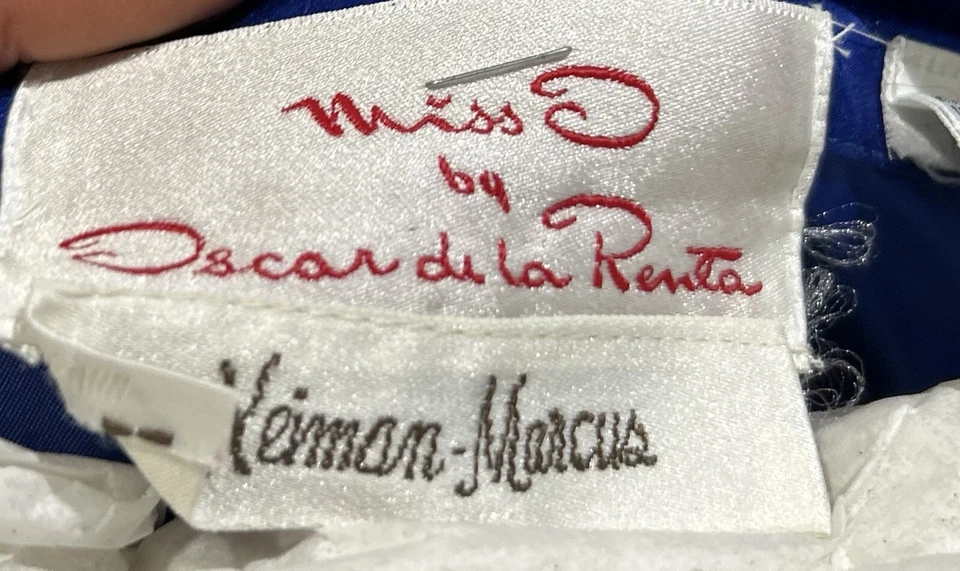 Miss O
by
Oscar de la Renta
Neiman-Marcus